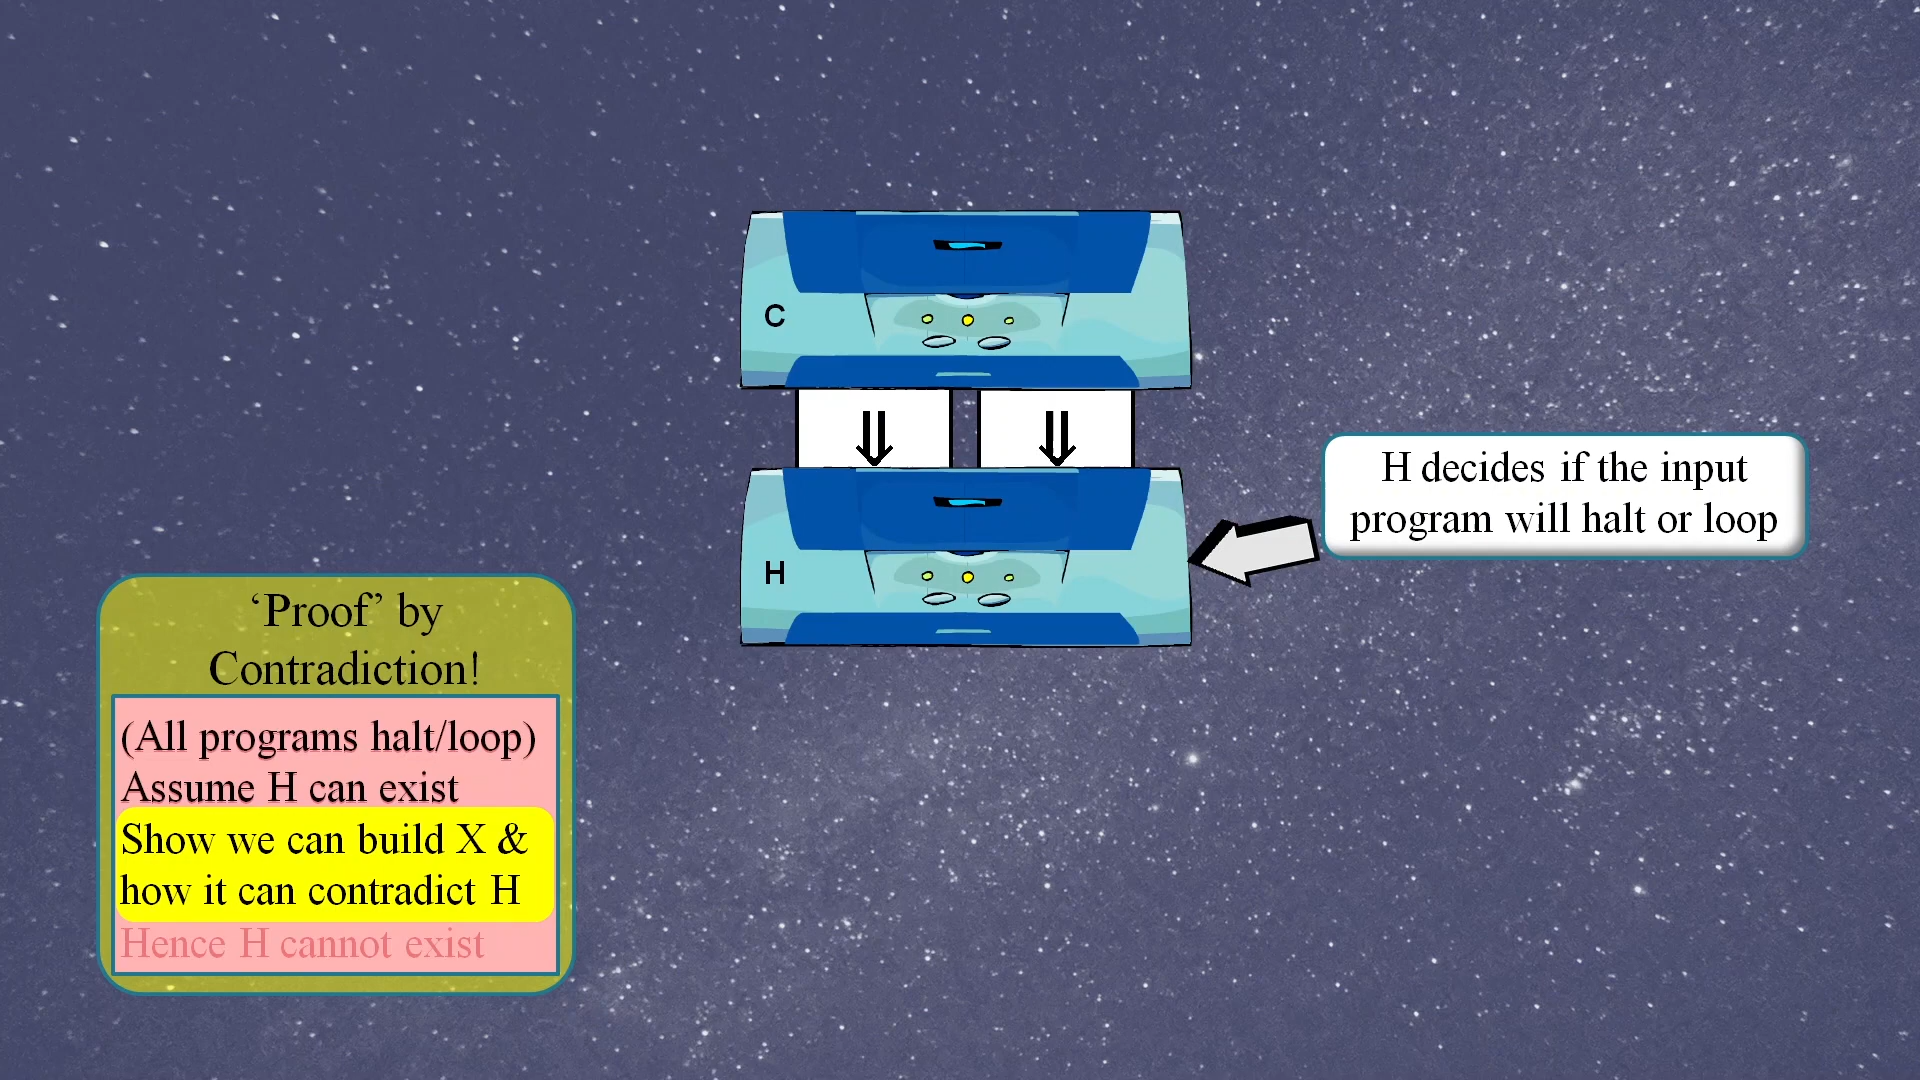 C
⇓ ⇓
H
H decides if the input
program will halt or loop
‘Proof’ by
Contradiction!
(All programs halt/loop)
Assume H can exist
Show we can build X &
how it can contradict H
Hence H cannot exist